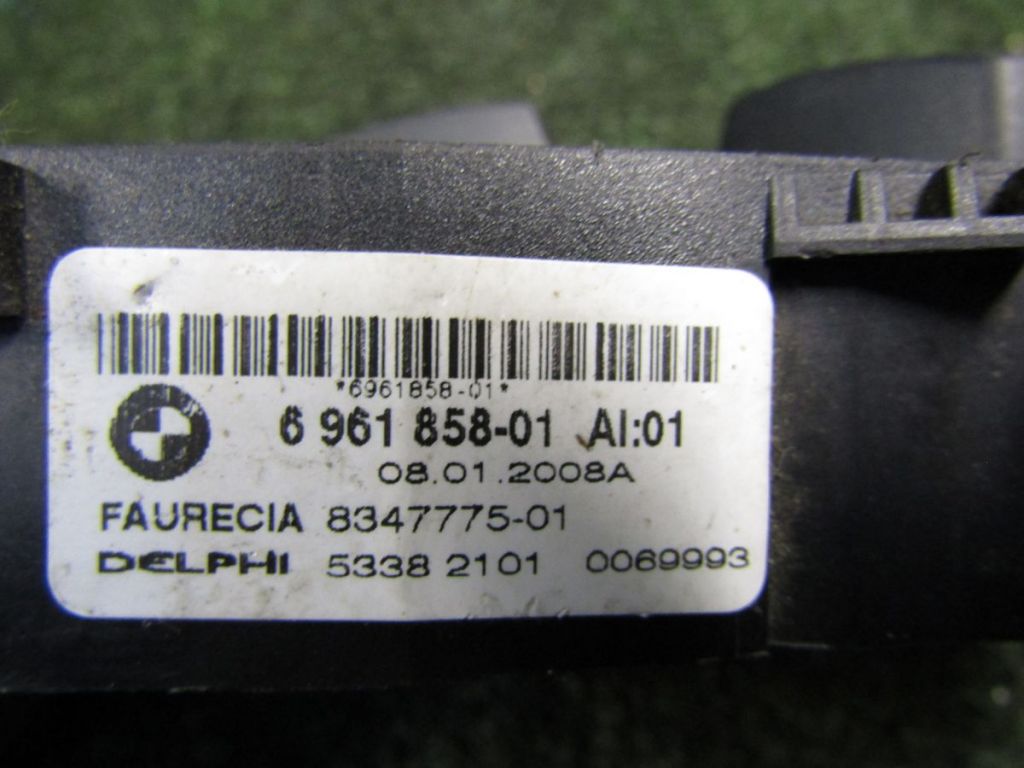 *6961858-01*
6 961 858-01 AI:01
08.01.2008A
FAURECIA 8347775-01
DELPHI 5338 2101 0069993